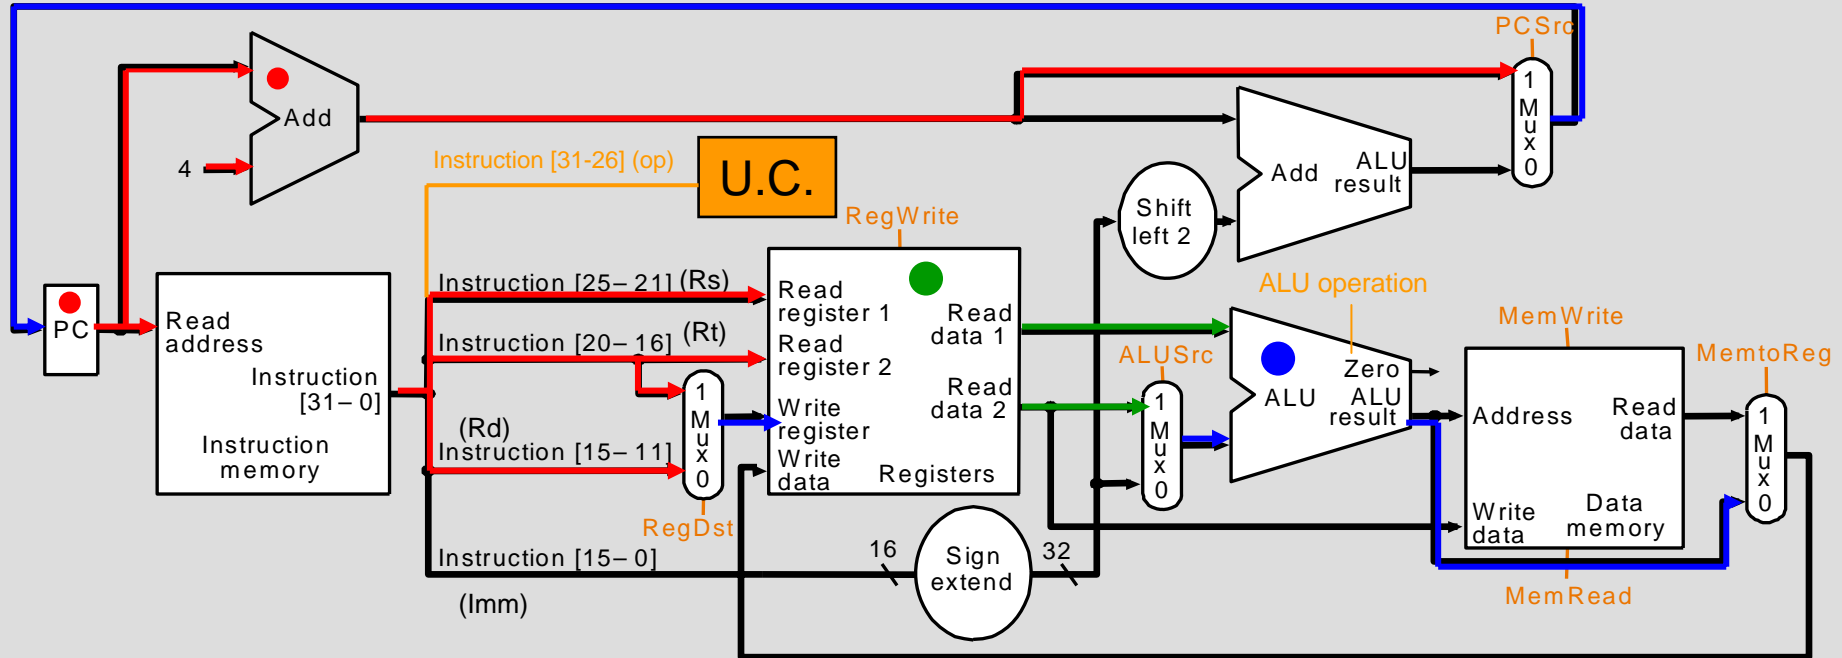 PCSrc
1
Mux
0
Add
4
Instruction [31-26] (op)
U.C.
Add
ALU
result
Shift
left 2
RegWrite
Instruction [25–21] (Rs)
Read
register 1
Read
data 1
ALU operation
PC
Read
address
Instruction [20–16] (Rt)
Read
register 2
Read
data 2
ALUSrc
Zero
ALU
ALU
result
MemWrite
MemtoReg
Instruction
[31–0]
1
Mux
0
Write
register
1
Mux
0
Address
Read
data
1
Mux
0
(Rd)
Instruction [15–11]
Instruction
memory
Write
data
Registers
RegDst
Write
data
Data
memory
Instruction [15–0]
16
Sign
extend
32
(Imm)
MemRead